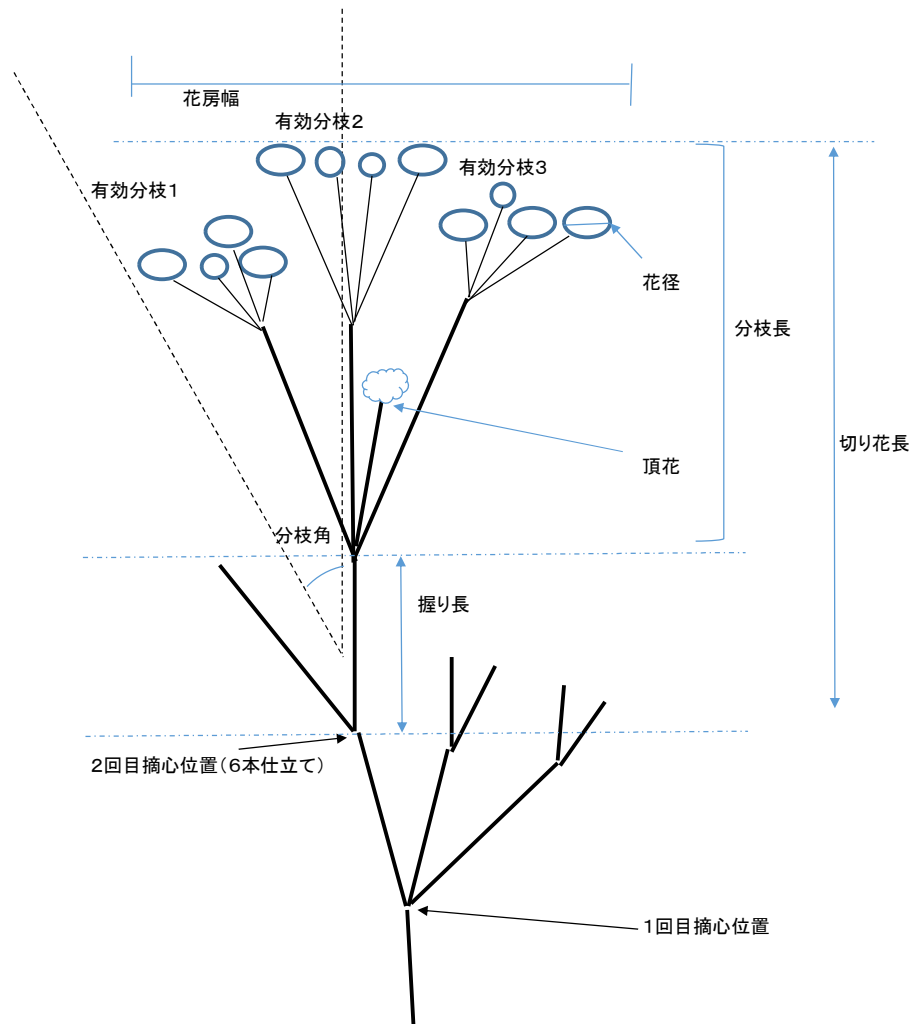 花房幅
有効分枝2
有効分枝3
有効分枝1
花径
分枝長
切り花長
頂花
分枝角
握り長
2回目摘心位置(6本仕立て)
1回目摘心位置